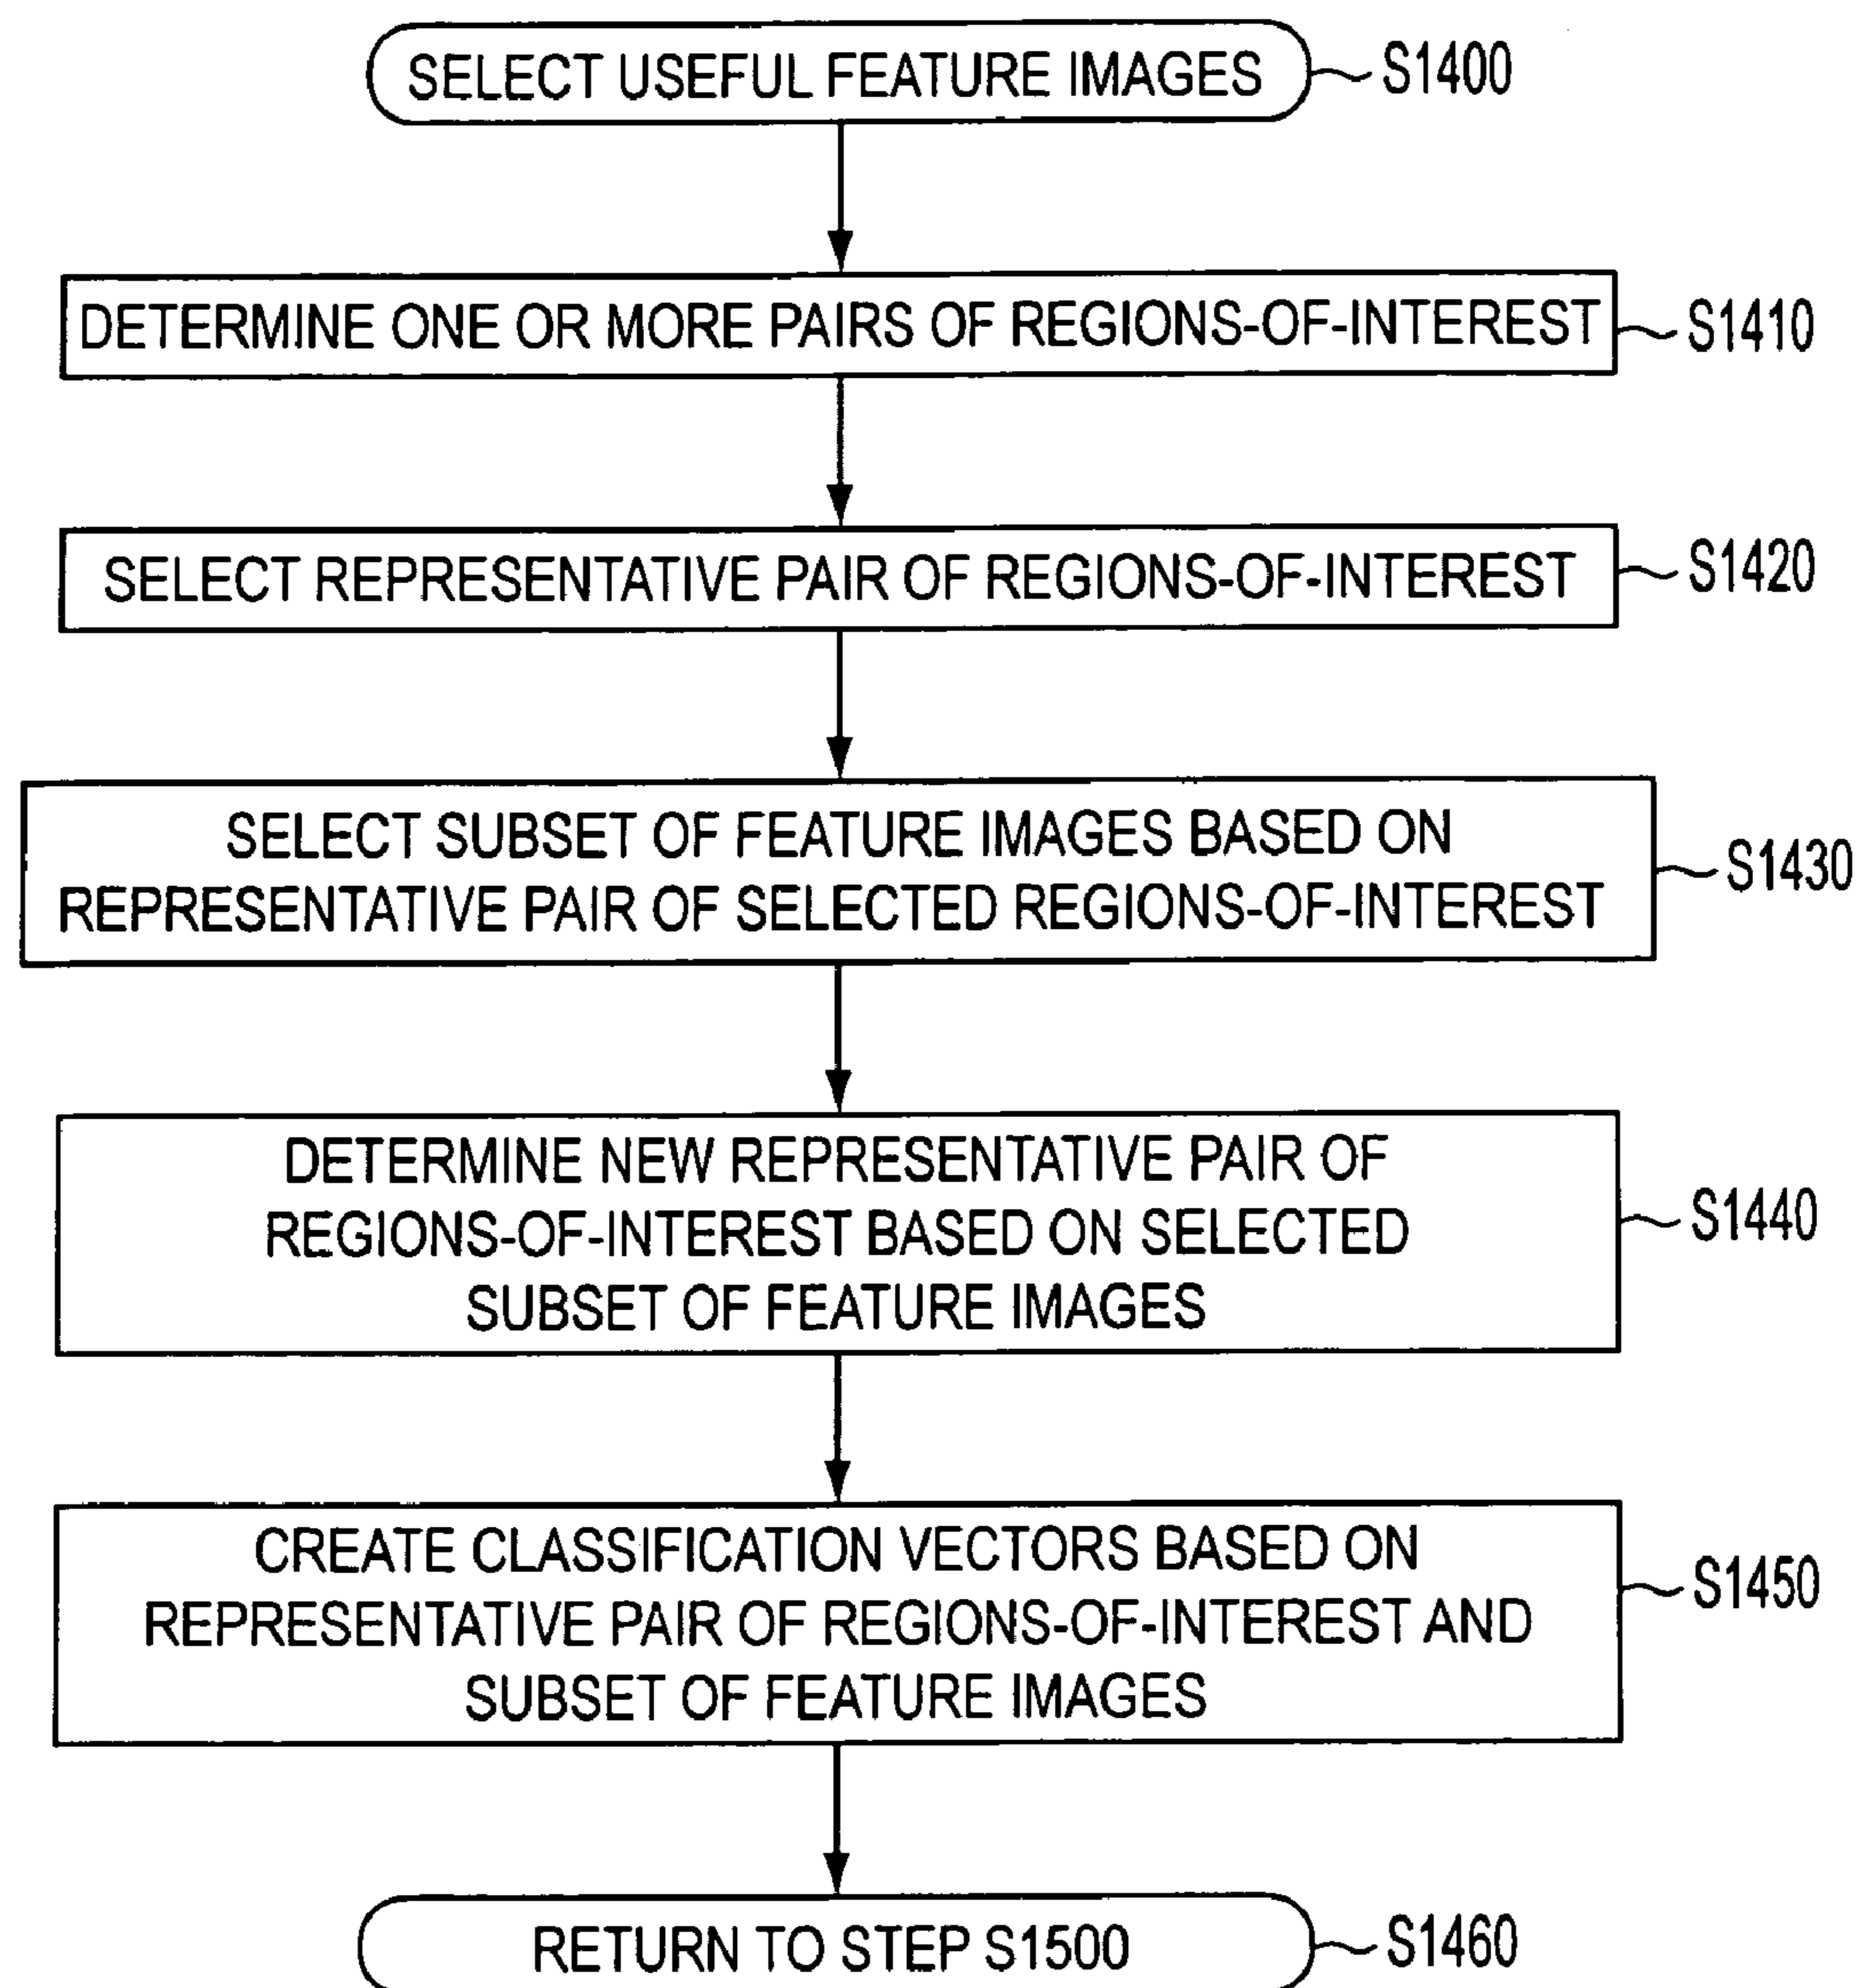 SELECT USEFUL FEATURE IMAGES
S1400
DETERMINE ONE OR MORE PAIRS OF REGIONS-OF-INTEREST
S1410
SELECT REPRESENTATIVE PAIR OF REGIONS-OF-INTEREST
S1420
SELECT SUBSET OF FEATURE IMAGES BASED ON
REPRESENTATIVE PAIR OF SELECTED REGIONS-OF-INTEREST
S1430
DETERMINE NEW REPRESENTATIVE PAIR OF
REGIONS-OF-INTEREST BASED ON SELECTED
SUBSET OF FEATURE IMAGES
S1440
CREATE CLASSIFICATION VECTORS BASED ON
REPRESENTATIVE PAIR OF REGIONS-OF-INTEREST AND
SUBSET OF FEATURE IMAGES
S1450
RETURN TO STEP S1500
S1460